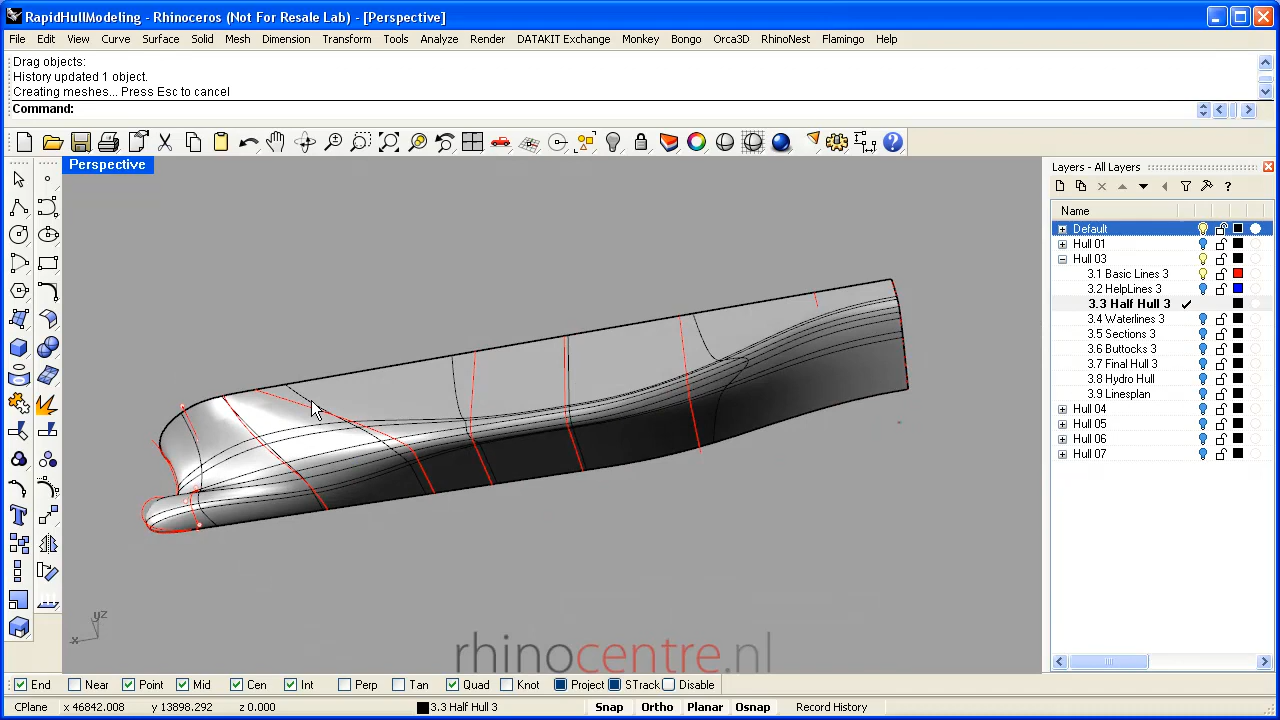 RapidHullModeling - Rhinoceros (Not For Resale Lab) - [Perspective]
File Edit View Curve Surface Solid Mesh Dimension Transform Tools Analyze Render DATAKIT Exchange Monkey Bongo Orca3D RhinoNest Flamingo Help
Drag objects:
History updated 1 object.
Creating meshes... Press Esc to cancel
Command:
Perspective
Layers - All Layers
Name
Default
Hull 01
Hull 03
3.1 Basic Lines 3
3.2 HelpLines 3
3.3 Half Hull 3
3.4 Waterlines 3
3.5 Sections 3
3.6 Buttocks 3
3.7 Final Hull 3
3.8 Hydro Hull
3.9 Linesplan
Hull 04
Hull 05
Hull 06
Hull 07
x y z
rhinocentre.nl
End Near Point Mid Cen Int Perp Tan Quad Knot Project STrack Disable
CPlane x 46842.008 y 13898.292 z 0.000 3.3 Half Hull 3 Snap Ortho Planar Osnap Record History